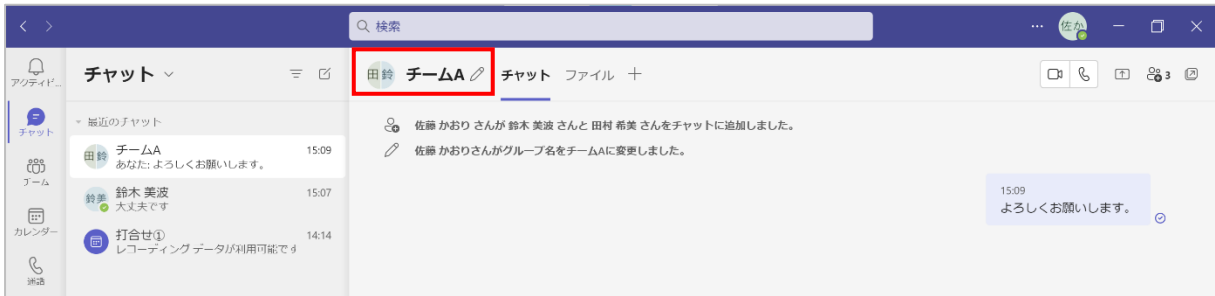 検索
佐か
アクティビ...
チャット
チーム
カレンダー
通話
チャット
最近のチャット
田 鈴
チームA
15:09
あなた: よろしくお願いします。
鈴美
鈴木 美波
15:07
大丈夫です
打合せ①
14:14
レコーディング データが利用可能です
田 鈴 チームA チャット ファイル
3
佐藤 かおり さんが 鈴木 美波 さんと 田村 希美 さんをチャットに追加しました。
佐藤 かおりさんがグループ名をチームAに変更しました。
15:09
よろしくお願いします。